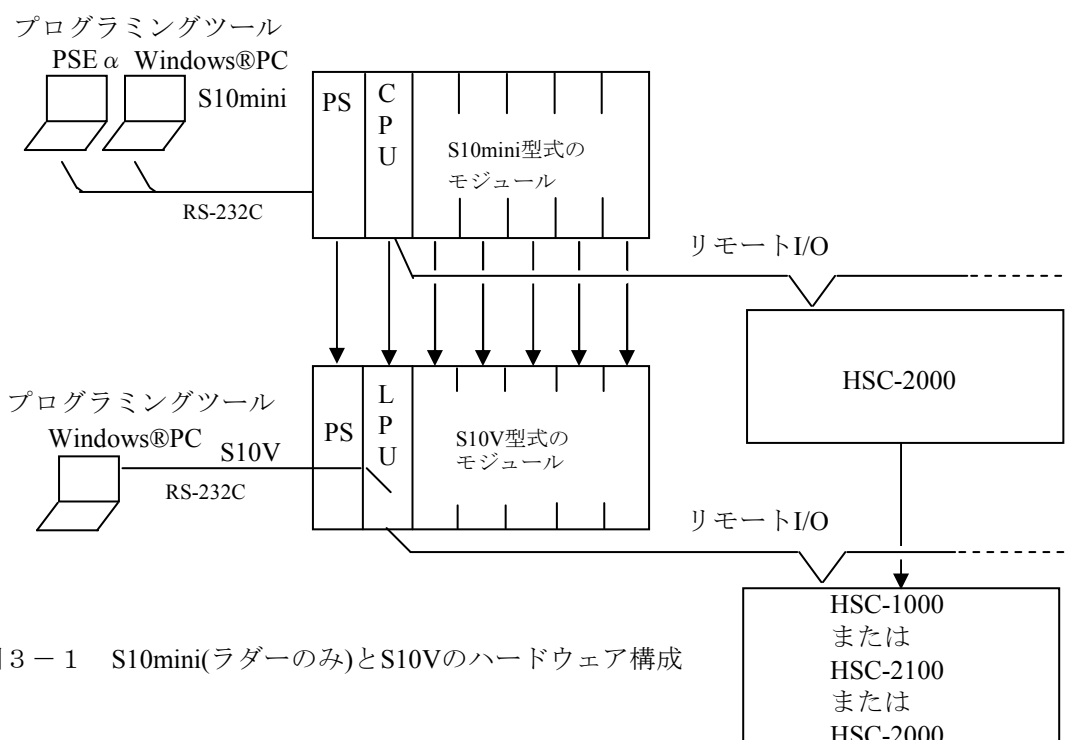 プログラミングツール
PSEα Windows®PC
S10mini
RS-232C
PS
CPU
S10mini型式の
モジュール
リモートI/O
HSC-2000
プログラミングツール
Windows®PC
S10V
RS-232C
PS
LPU
S10V型式の
モジュール
リモートI/O
HSC-1000
または
HSC-2100
または
HSC-2000
3－1 S10mini(ラダーのみ)とS10Vのハードウェア構成